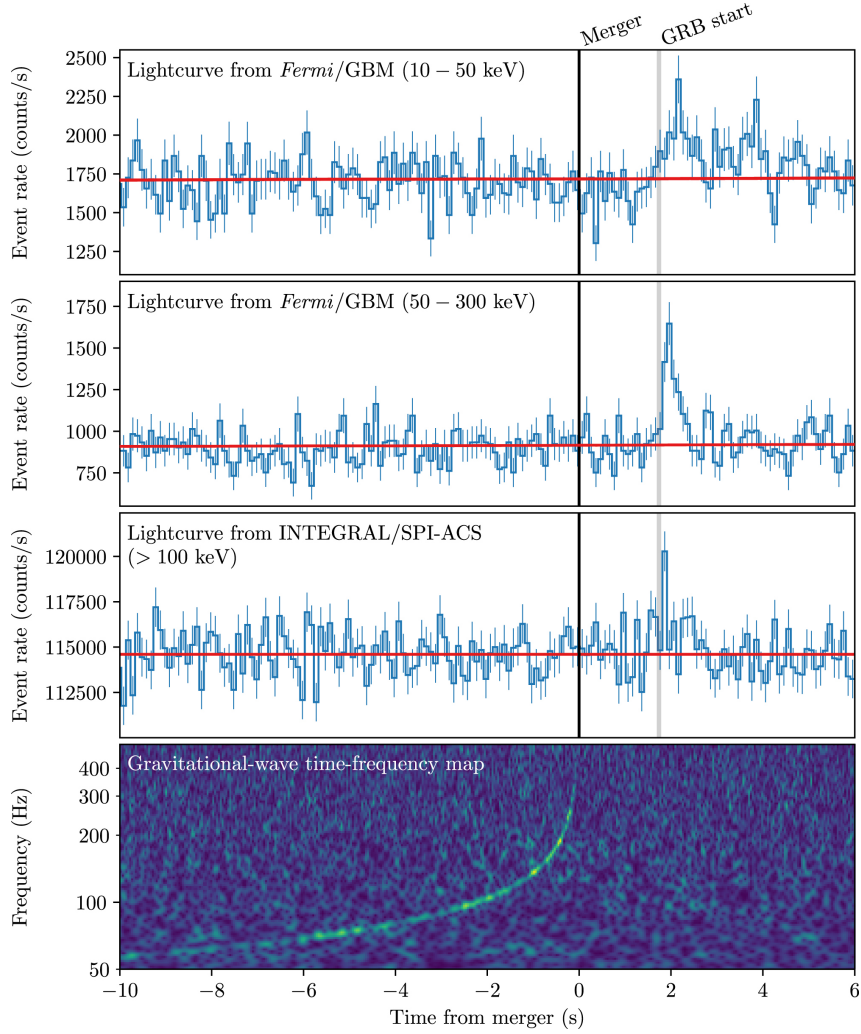 Merger
GRB start
Lightcurve from Fermi/GBM (10 − 50 keV)
Event rate (counts/s)
2500
2250
2000
1750
1500
1250
Lightcurve from Fermi/GBM (50 − 300 keV)
Event rate (counts/s)
1750
1500
1250
1000
750
Lightcurve from INTEGRAL/SPI-ACS
(> 100 keV)
Event rate (counts/s)
120000
117500
115000
112500
Gravitational-wave time-frequency map
Frequency (Hz)
400
300
200
100
50
−10 −8 −6 −4 −2 0 2 4 6
Time from merger (s)